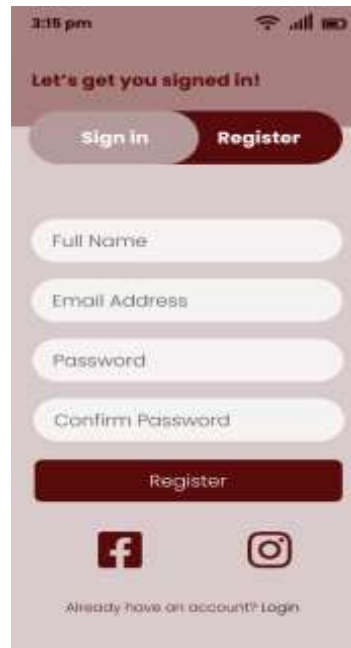 3:15 pm
Let's get you signed in!
Sign in Register
Full Name
Email Address
Password
Confirm Password
Register
Already have an account? Login